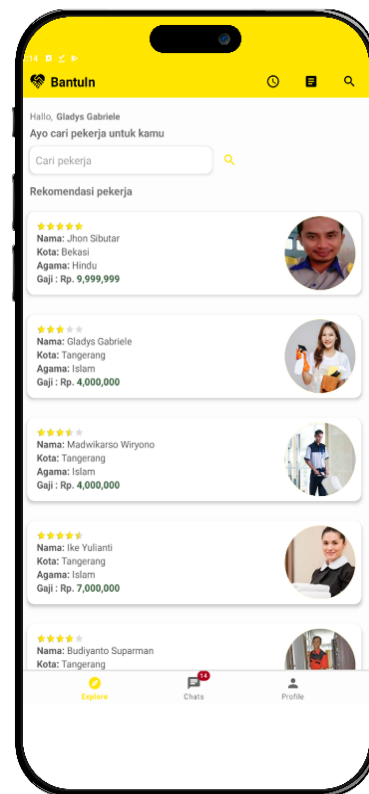 :14
BantuIn
Hallo, Gladys Gabriele
Ayo cari pekerja untuk kamu
Cari pekerja
Rekomendasi pekerja
Nama: Jhon Sibutar
Kota: Bekasi
Agama: Hindu
Gaji : Rp. 9,999,999
Nama: Gladys Gabriele
Kota: Tangerang
Agama: Islam
Gaji : Rp. 4,000,000
Nama: Madwikarso Wiryono
Kota: Tangerang
Agama: Islam
Gaji : Rp. 4,000,000
Nama: Ike Yulianti
Kota: Tangerang
Agama: Islam
Gaji : Rp. 7,000,000
Nama: Budiyanto Suparman
Kota: Tangerang
14
Explore Chats Profile